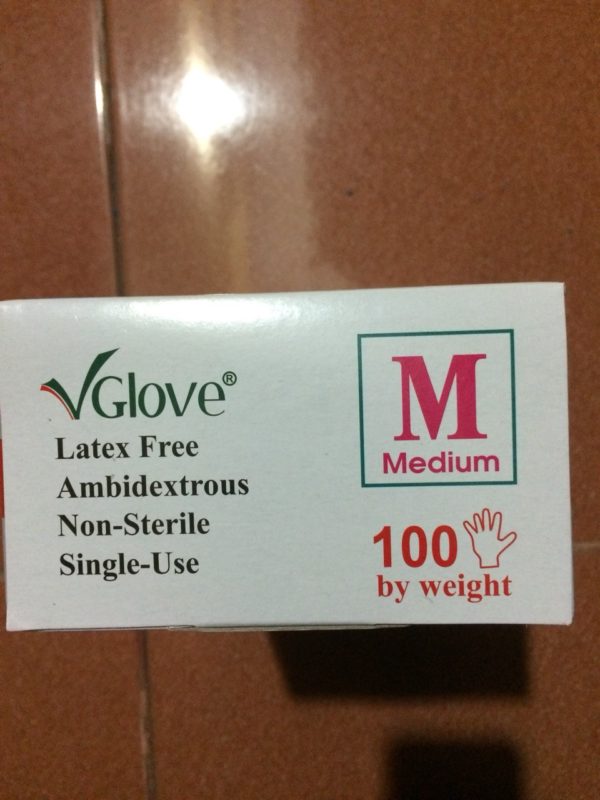 VGlove®
Latex Free
Ambidextrous
Non-Sterile
Single-Use
M
Medium
100
by weight